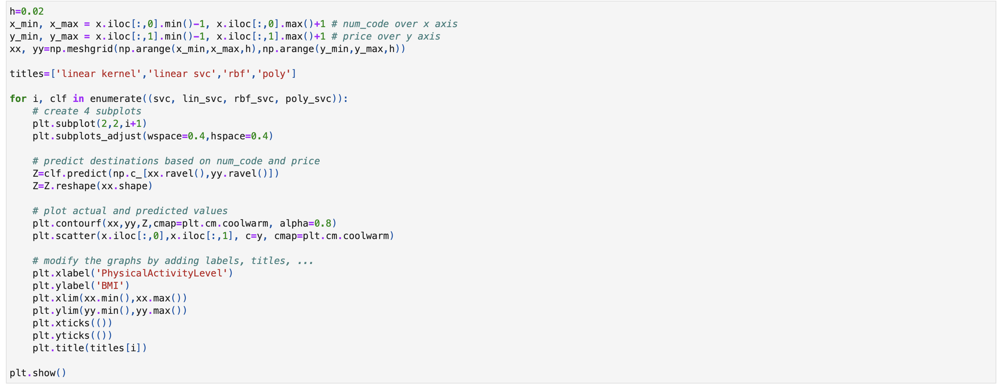 h=0.02
x_min, x_max = x.iloc[:,0].min()-1, x.iloc[:,0].max()+1 # num_code over x axis
y_min, y_max = x.iloc[:,1].min()-1, x.iloc[:,1].max()+1 # price over y axis
xx, yy=np.meshgrid(np.arange(x_min,x_max,h),np.arange(y_min,y_max,h))

titles=['linear kernel','linear svc','rbf','poly']

for i, clf in enumerate((svc, lin_svc, rbf_svc, poly_svc)):
    # create 4 subplots
    plt.subplot(2,2,i+1)
    plt.subplots_adjust(wspace=0.4,hspace=0.4)

    # predict destinations based on num_code and price
    Z=clf.predict(np.c_[xx.ravel(),yy.ravel()])
    Z=Z.reshape(xx.shape)

    # plot actual and predicted values
    plt.contourf(xx,yy,Z,cmap=plt.cm.coolwarm, alpha=0.8)
    plt.scatter(x.iloc[:,0],x.iloc[:,1], c=y, cmap=plt.cm.coolwarm)

    # modify the graphs by adding labels, titles, ...
    plt.xlabel('PhysicalActivityLevel')
    plt.ylabel('BMI')
    plt.xlim(xx.min(),xx.max())
    plt.ylim(yy.min(),yy.max())
    plt.xticks(())
    plt.yticks(())
    plt.title(titles[i])

plt.show()